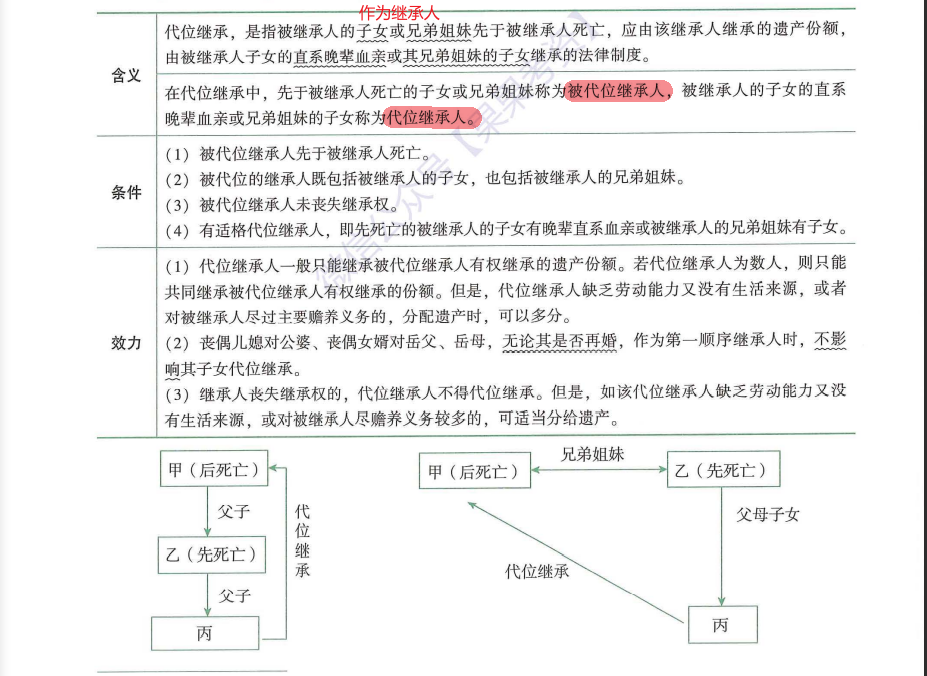 作为继承人
代位继承，是指被继承人的子女或兄弟姐妹先于被继承人死亡，应由该继承人继承的遗产份额，
由被继承人子女的直系晚辈血亲或其兄弟姐妹的子女继承的法律制度。
含义
在代位继承中，先于被继承人死亡的子女或兄弟姐妹称为被代位继承人，被继承人的子女的直系
晚辈血亲或兄弟姐妹的子女称为代位继承人。
（1）被代位继承人先于被继承人死亡。
（2）被代位的继承人既包括被继承人的子女，也包括被继承人的兄弟姐妹。
条件
（3）被代位继承人未丧失继承权。
（4）有适格代位继承人，即先死亡的被继承人的子女有晚辈直系血亲或被继承人的兄弟姐妹有子女。
（1）代位继承人一般只能继承被代位继承人有权继承的遗产份额。若代位继承人为数人，则只能
共同继承被代位继承人有权继承的份额。但是，代位继承人缺乏劳动能力又没有生活来源，或者
对被继承人尽过主要赡养义务的，分配遗产时，可以多分。
效力
（2）丧偶儿媳对公婆、丧偶女婿对岳父、岳母，无论其是否再婚，作为第一顺序继承人时，不影
响其子女代位继承。
（3）继承人丧失继承权的，代位继承人不得代位继承。但是，如该代位继承人缺乏劳动能力又没
有生活来源，或对被继承人尽赡养义务较多的，可适当分给遗产。
甲（后死亡）
父子
乙（先死亡）
父子
丙
代位继承
甲（后死亡）
兄弟姐妹
乙（先死亡）
父母子女
代位继承
丙
微信公众号【果果考资】